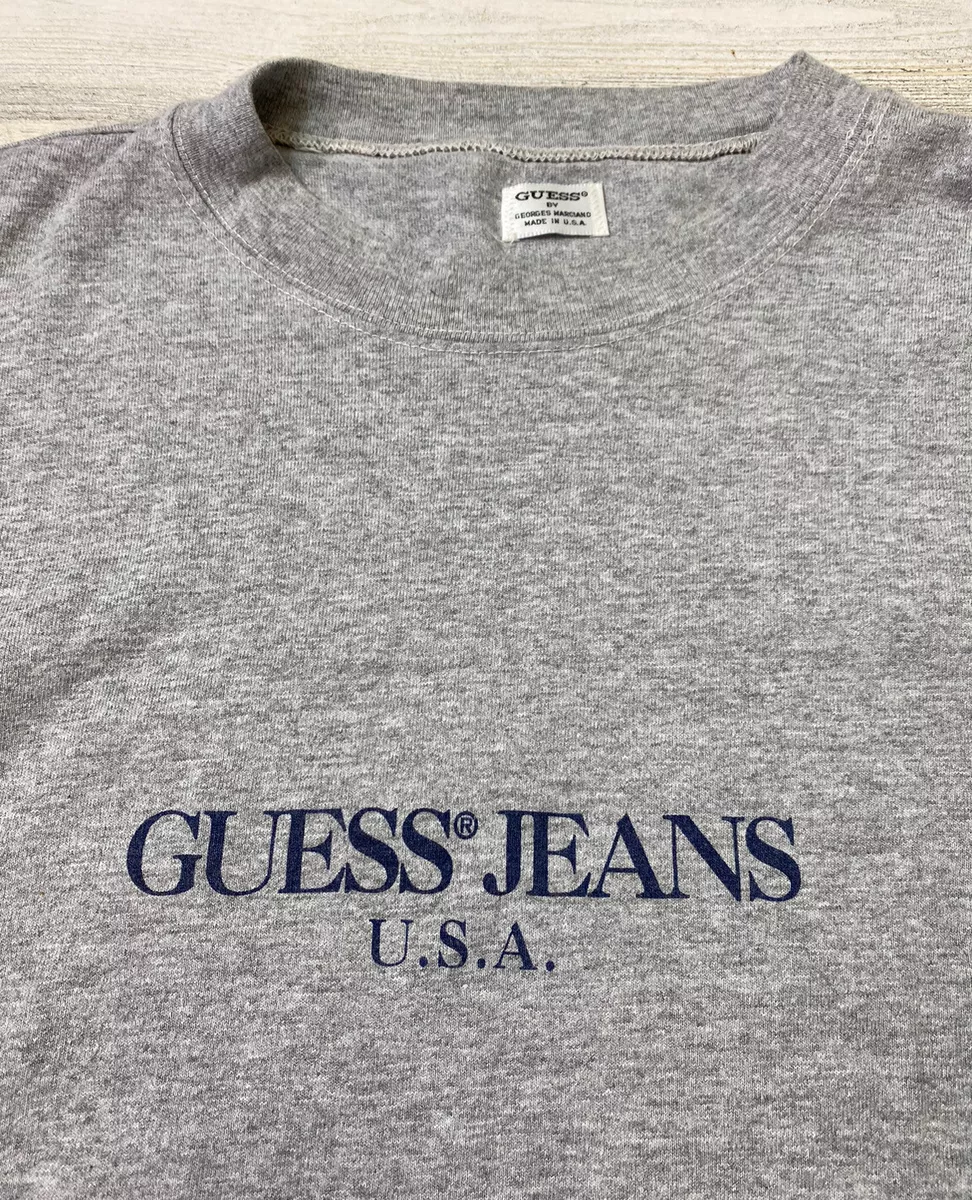 GUESS®
BY
GEORGES MARCIANO
MADE IN U.S.A.
GUESS® JEANS
U.S.A.